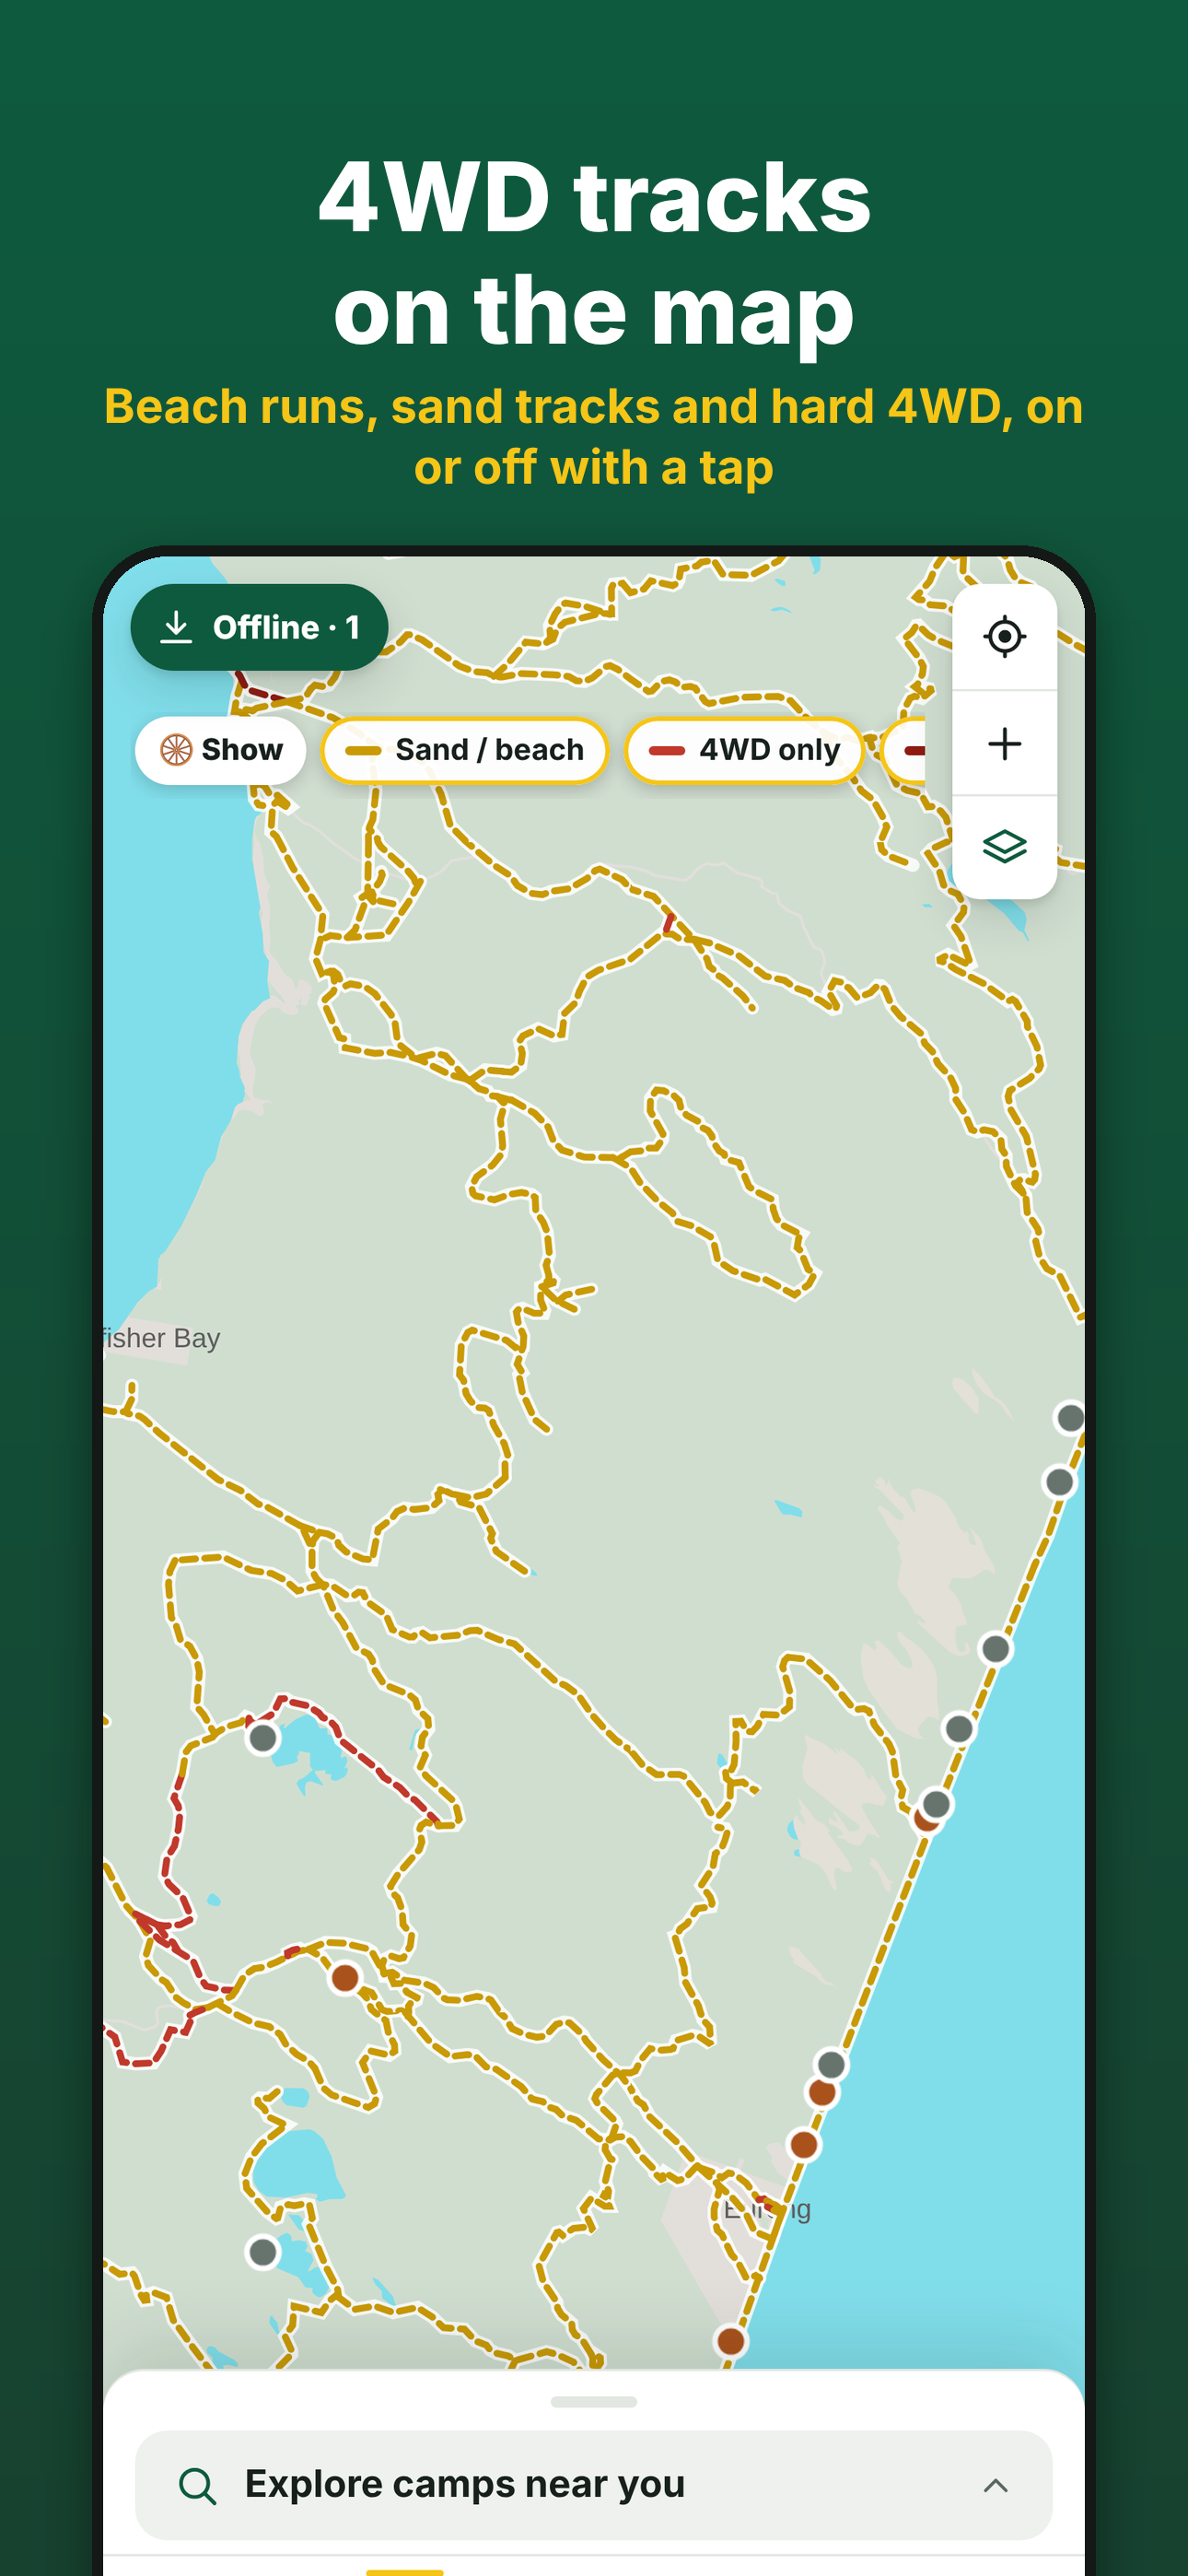 4WD tracks
on the map
Beach runs, sand tracks and hard 4WD, on
or off with a tap
Offline · 1
Show
Sand / beach
4WD only
fisher Bay
Explore camps near you